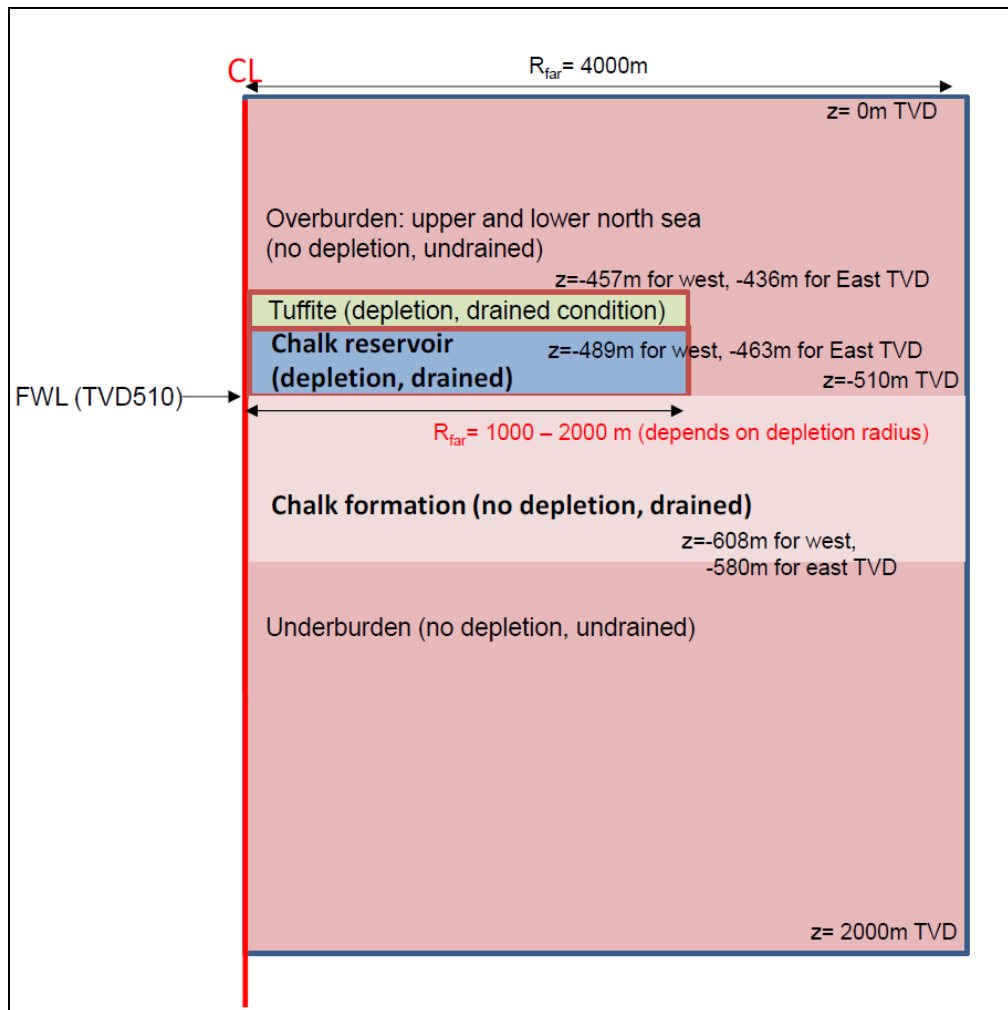 CL
R_far= 4000m
z= 0m TVD
Overburden: upper and lower north sea
(no depletion, undrained)
z=-457m for west, -436m for East TVD
Tuffite (depletion, drained condition)
Chalk reservoir
z=-489m for west, -463m for East TVD
(depletion, drained)
z=-510m TVD
FWL (TVD510)
R_far= 1000 – 2000 m (depends on depletion radius)
Chalk formation (no depletion, drained)
z=-608m for west,
-580m for east TVD
Underburden (no depletion, undrained)
z= 2000m TVD